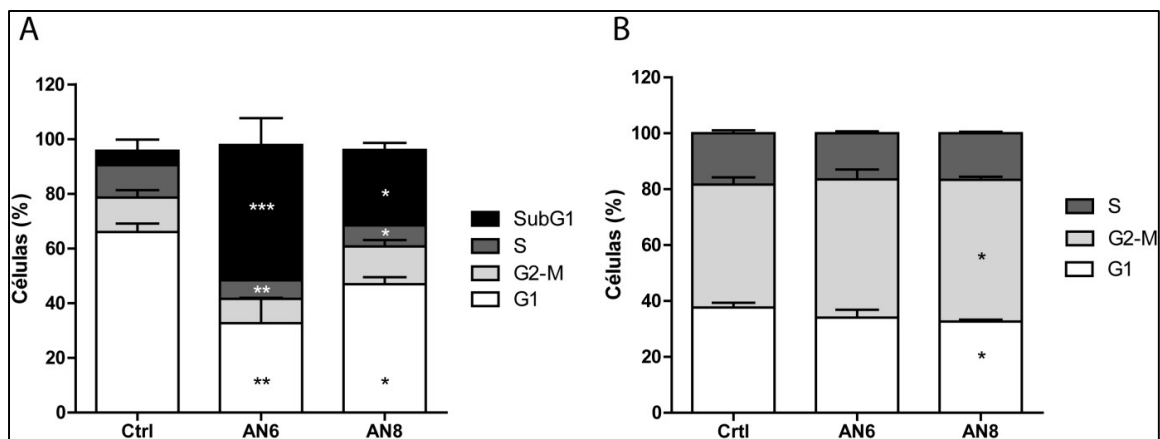 A
B
120
100
80
60
40
20
0
Células (%)
***
**
**
*
*
*
Ctrl
AN6
AN8
SubG1
S
G2-M
G1
120
100
80
60
40
20
0
Células (%)
*
*
Crtl
AN6
AN8
S
G2-M
G1